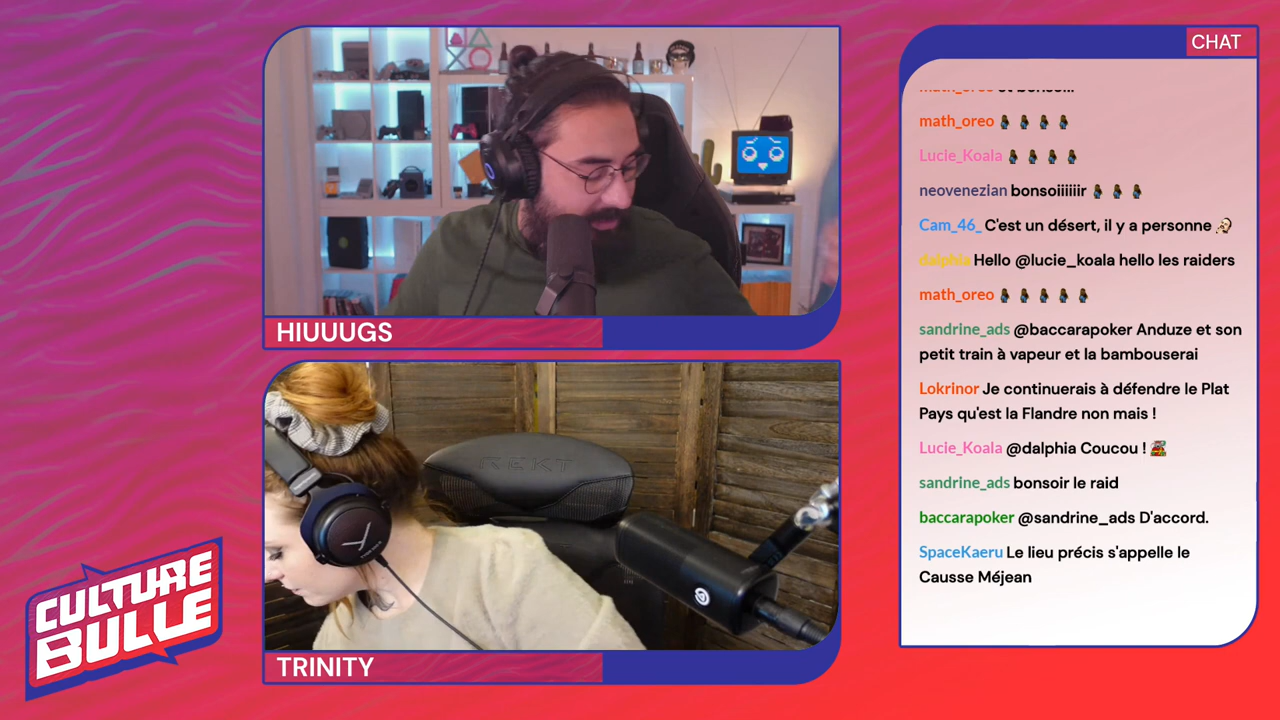 CHAT
math_oreo
Lucie_Koala
neovenezian bonsoiiiiiir
Cam_46_ C'est un désert, il y a personne
dalphia Hello @lucie_koala hello les raiders
math_oreo
sandrine_ads @baccarapoker Anduze et son
petit train à vapeur et la bambouserai
Lokrinor Je continuerais à défendre le Plat
Pays qu'est la Flandre non mais !
Lucie_Koala @dalphia Coucou !
sandrine_ads bonsoir le raid
baccarapoker @sandrine_ads D'accord.
SpaceKaeru Le lieu précis s'appelle le
Causse Méjean
HIUUUGS
REKT
TRINITY
CULTURE
BULLE